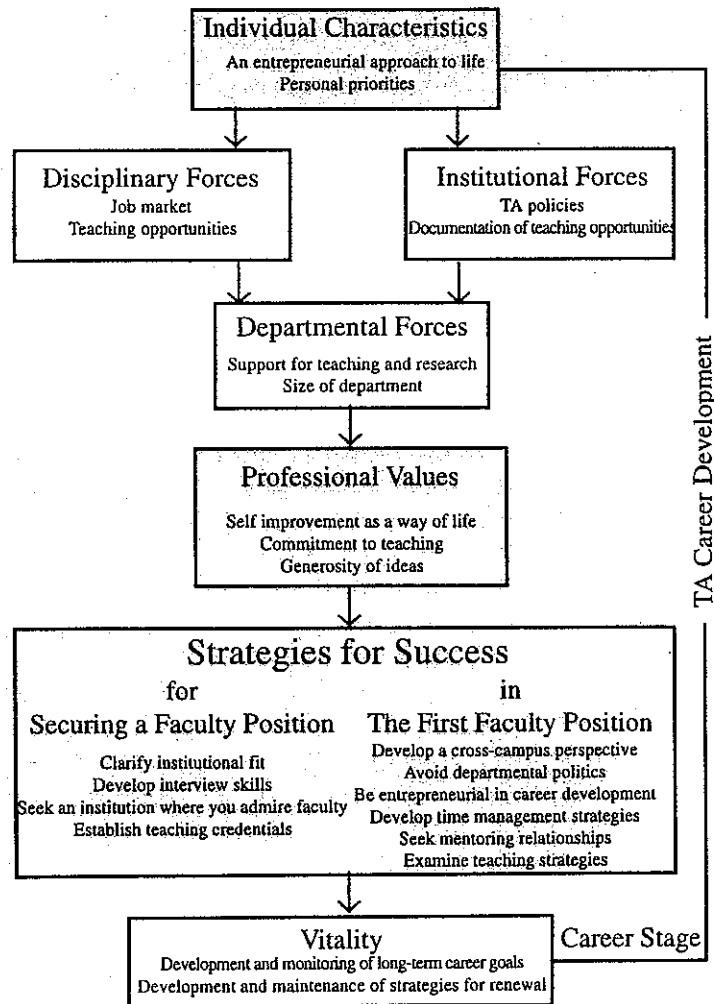 Individual Characteristics
An entrepreneurial approach to life
Personal priorities
Disciplinary Forces
Job market
Teaching opportunities
Institutional Forces
TA policies
Documentation of teaching opportunities
Departmental Forces
Support for teaching and research
Size of department
Professional Values
Self improvement as a way of life
Commitment to teaching
Generosity of ideas
Strategies for Success
for
Securing a Faculty Position
Clarify institutional fit
Develop interview skills
Seek an institution where you admire faculty
Establish teaching credentials
in
The First Faculty Position
Develop a cross-campus perspective
Avoid departmental politics
Be entrepreneurial in career development
Develop time management strategies
Seek mentoring relationships
Examine teaching strategies
Vitality
Development and monitoring of long-term career goals
Development and maintenance of strategies for renewal
Career Stage
TA Career Development